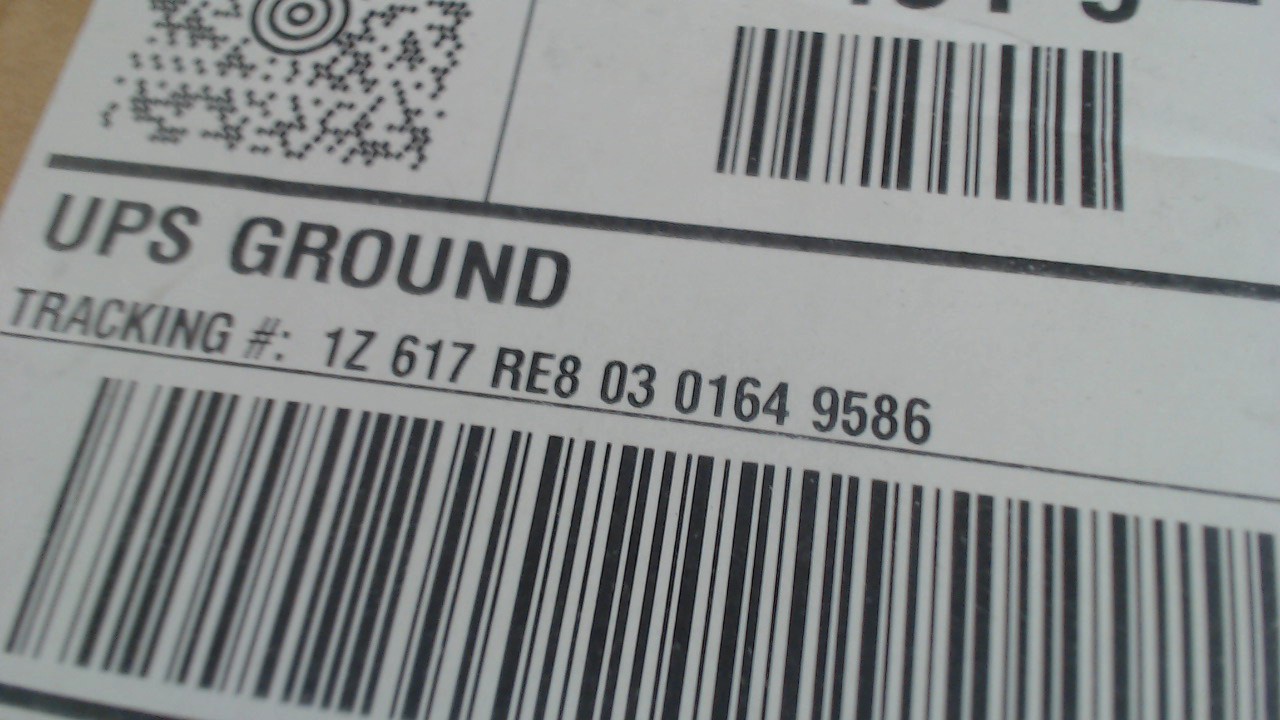 UPS GROUND
TRACKING #: 1Z 617 RE8 03 0164 9586